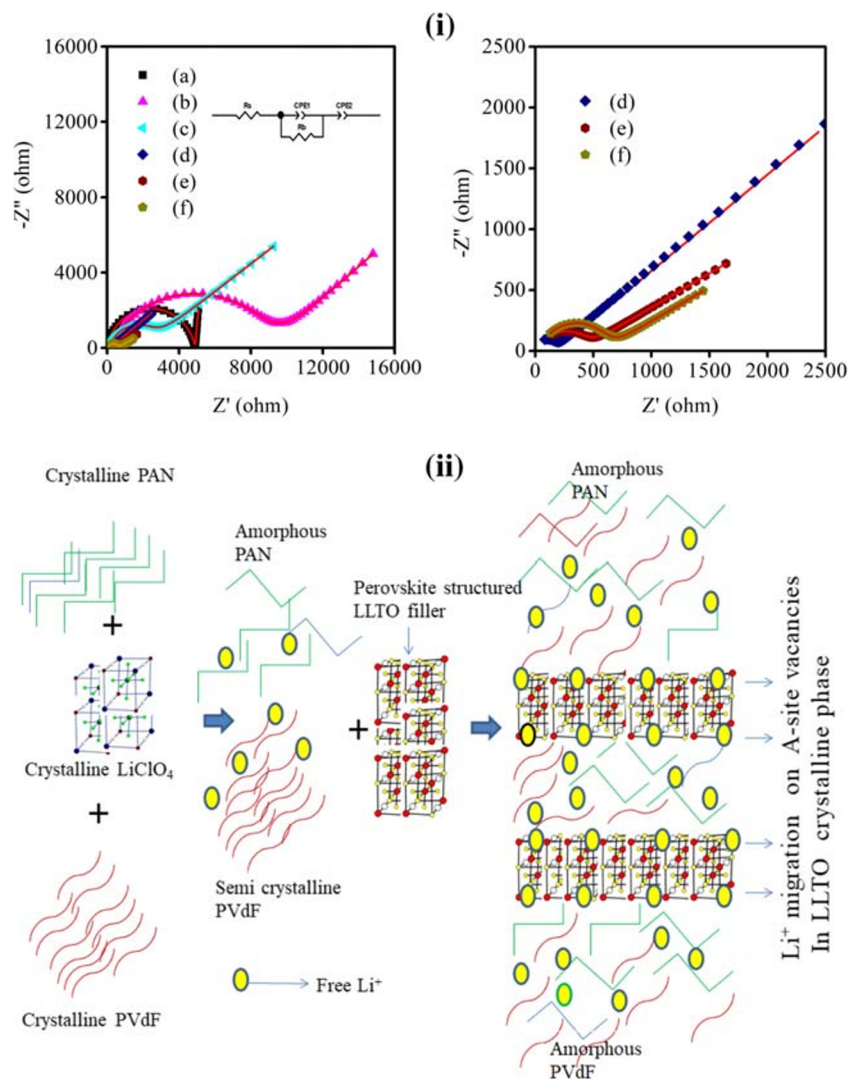 (i)
16000
12000
8000
4000
0
-Z" (ohm)
(a)
(b)
(c)
(d)
(e)
(f)
Rs
CPE1
CPE2
Rb
0 4000 8000 12000 16000
Z' (ohm)
2500
2000
1500
1000
500
0
-Z" (ohm)
(d)
(e)
(f)
0 500 1000 1500 2000 2500
Z' (ohm)
(ii)
Crystalline PAN
+
Crystalline LiClO₄
+
Crystalline PVdF
Amorphous
PAN
Semi crystalline
PVdF
Free Li⁺
+
Perovskite structured
LLTO filler
Amorphous
PAN
Amorphous
PVdF
Li⁺ migration on A-site vacancies
In LLTO crystalline phase